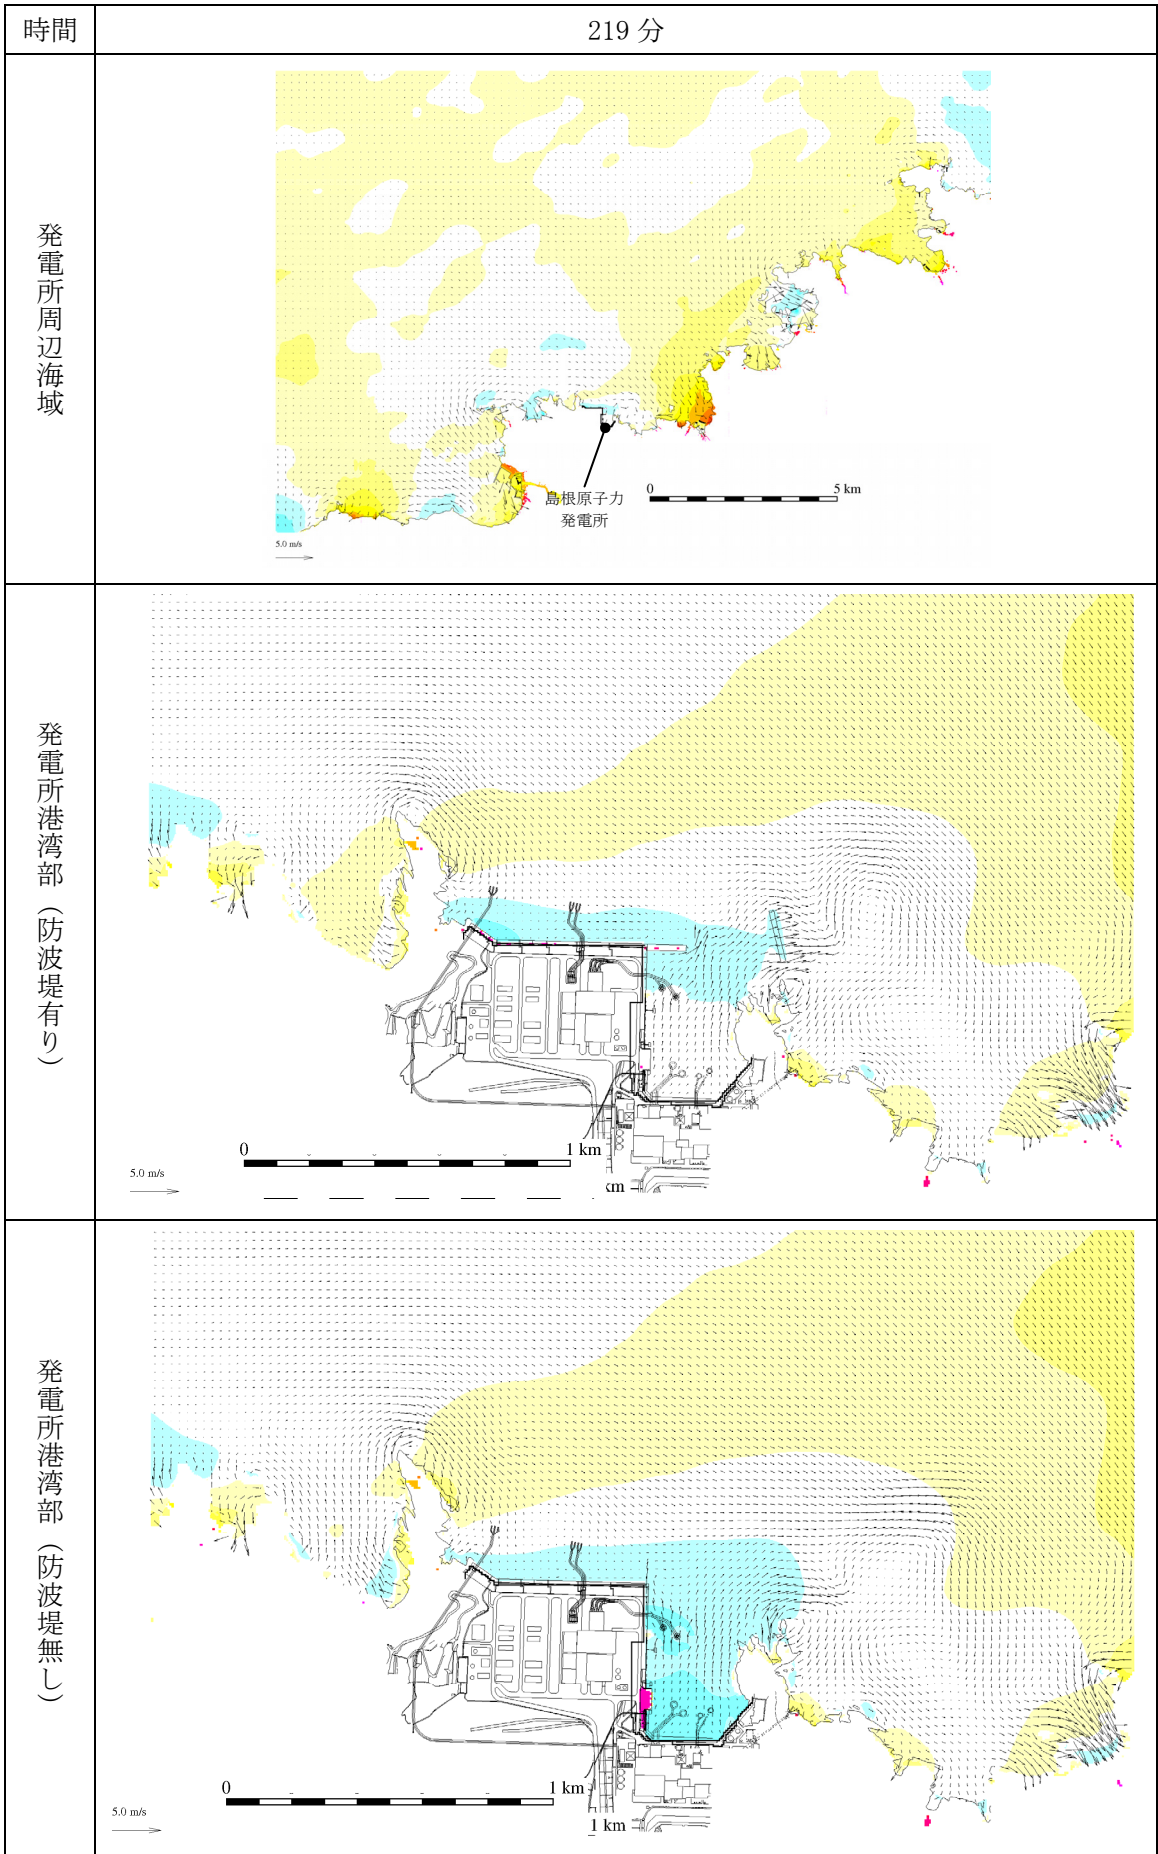 時間
219 分
発電所周辺海域
島根原子力
発電所
0
5 km
5.0 m/s
発電所港湾部（防波堤有り）
0
1 km
5.0 m/s
km
発電所港湾部（防波堤無し）
0
1 km
5.0 m/s
1 km